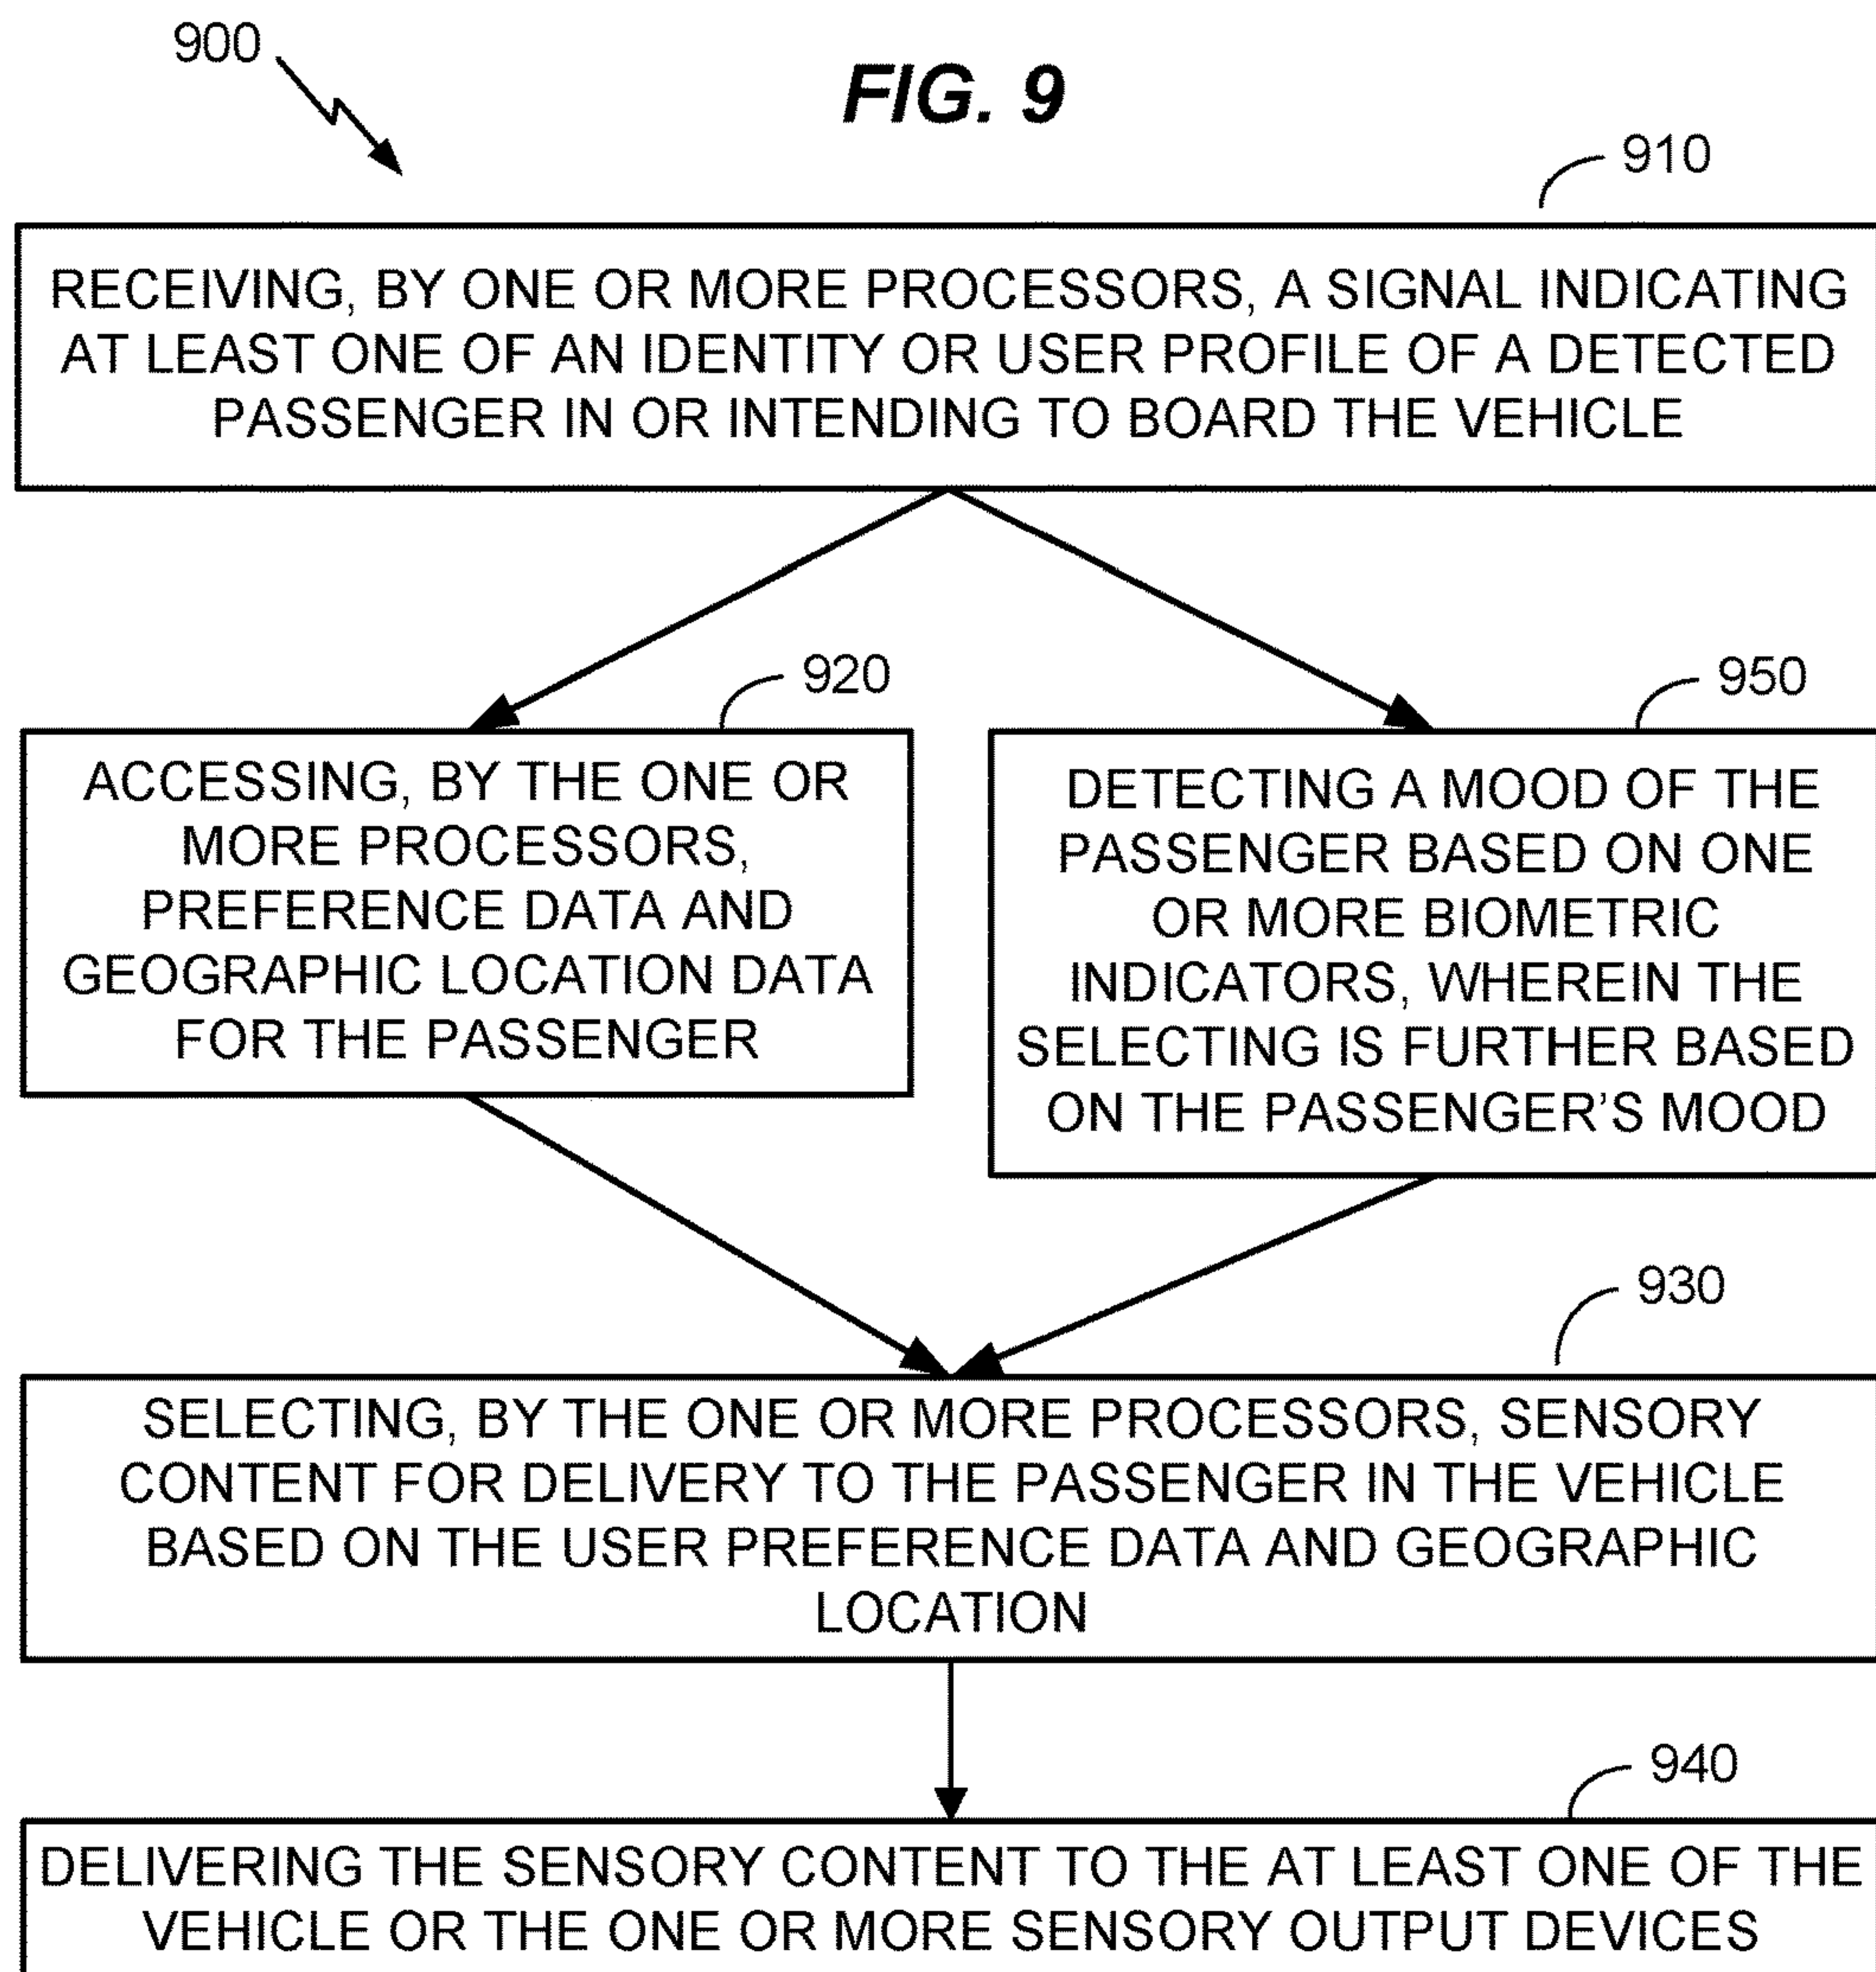 900
FIG. 9
910
RECEIVING, BY ONE OR MORE PROCESSORS, A SIGNAL INDICATING
AT LEAST ONE OF AN IDENTITY OR USER PROFILE OF A DETECTED
PASSENGER IN OR INTENDING TO BOARD THE VEHICLE
920
ACCESSING, BY THE ONE OR
MORE PROCESSORS,
PREFERENCE DATA AND
GEOGRAPHIC LOCATION DATA
FOR THE PASSENGER
950
DETECTING A MOOD OF THE
PASSENGER BASED ON ONE
OR MORE BIOMETRIC
INDICATORS, WHEREIN THE
SELECTING IS FURTHER BASED
ON THE PASSENGER'S MOOD
930
SELECTING, BY THE ONE OR MORE PROCESSORS, SENSORY
CONTENT FOR DELIVERY TO THE PASSENGER IN THE VEHICLE
BASED ON THE USER PREFERENCE DATA AND GEOGRAPHIC
LOCATION
940
DELIVERING THE SENSORY CONTENT TO THE AT LEAST ONE OF THE
VEHICLE OR THE ONE OR MORE SENSORY OUTPUT DEVICES